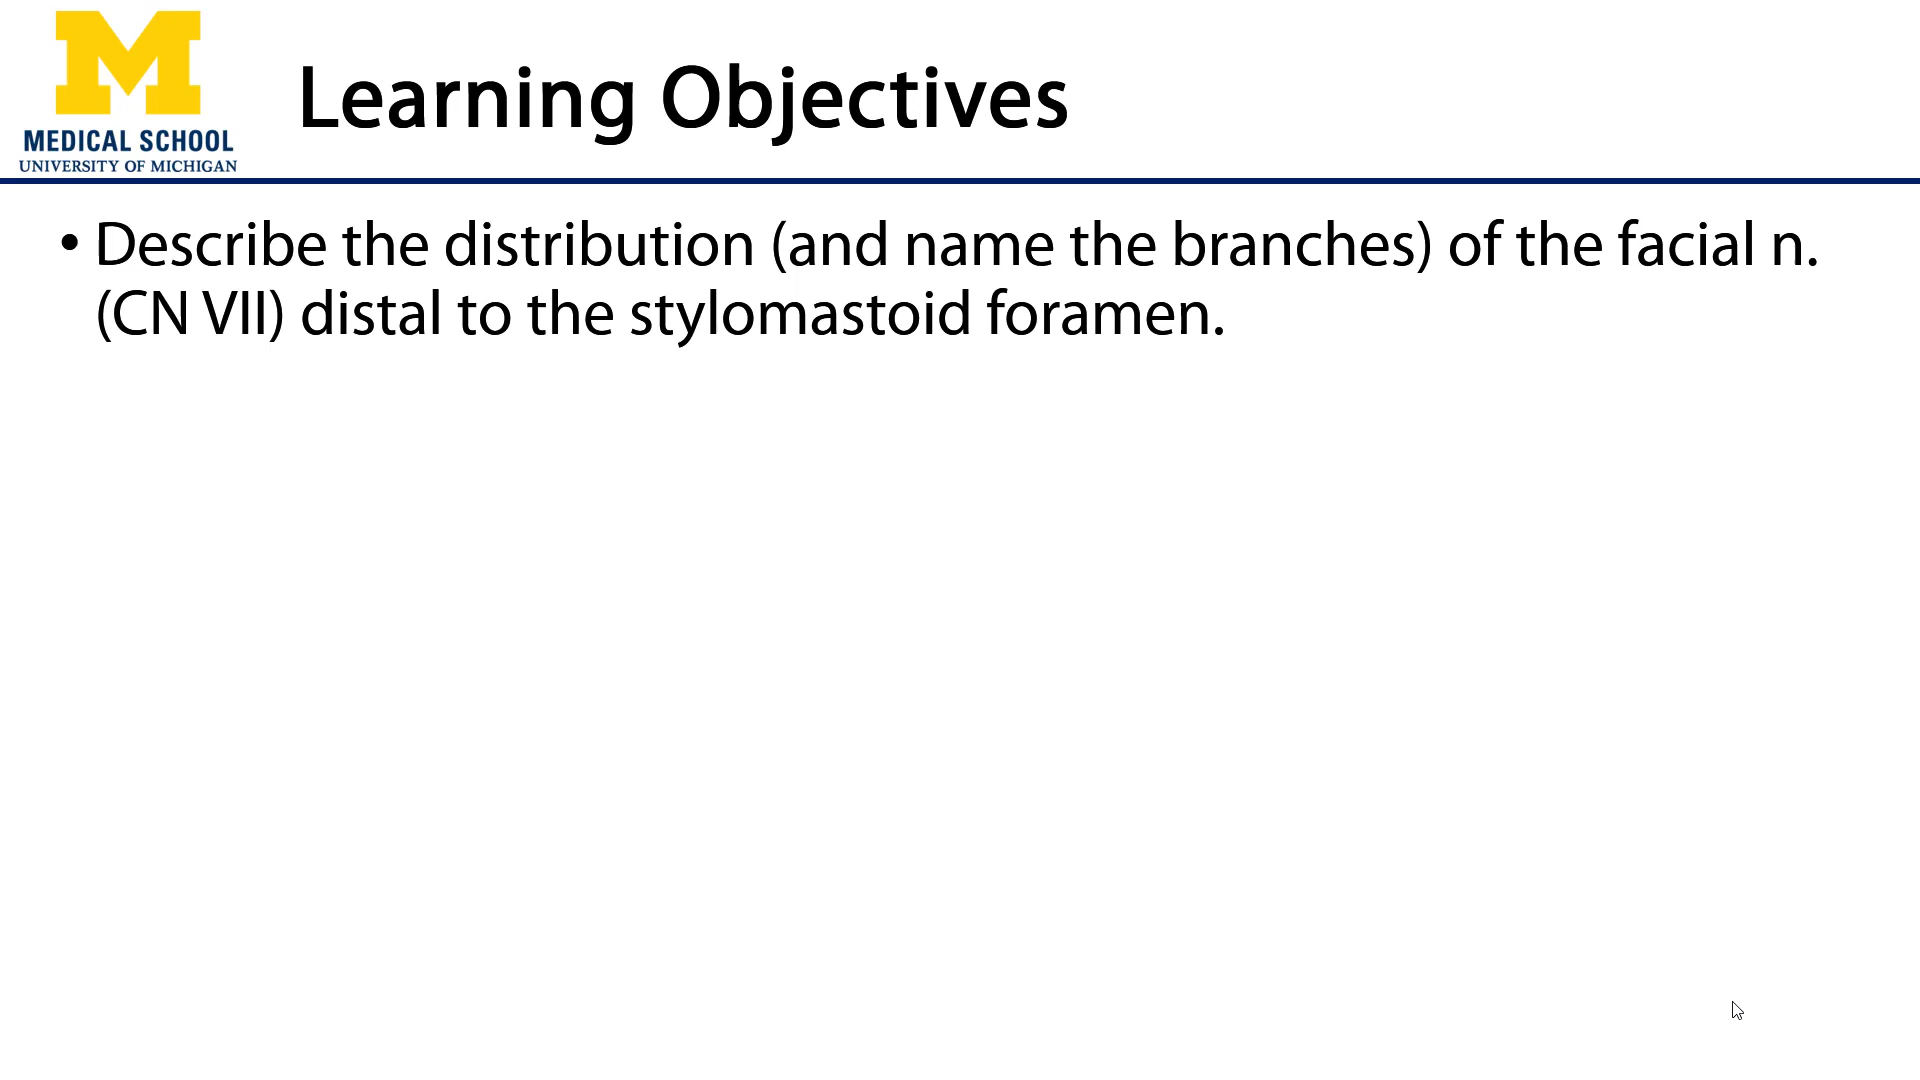 M
MEDICAL SCHOOL
UNIVERSITY OF MICHIGAN
Learning Objectives
• Describe the distribution (and name the branches) of the facial n.
(CN VII) distal to the stylomastoid foramen.